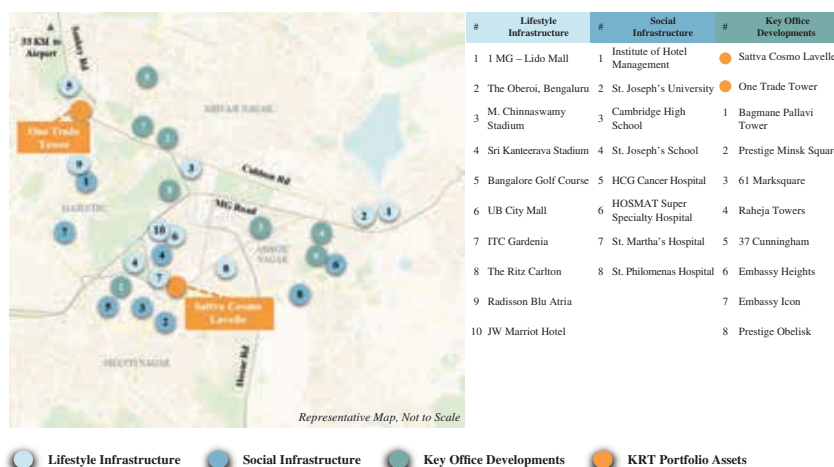 33 KM to
Airport
Sankey Rd
One Trade
Tower
Cubbon Rd
MG Road
Sattva Cosmo
Lavelle
Hosur Rd
SHANTI NAGAR
Representative Map, Not to Scale
# Lifestyle Infrastructure # Social Infrastructure # Key Office Developments
1 1 MG – Lido Mall 1 Institute of Hotel Management Sattva Cosmo Lavelle
2 The Oberoi, Bengaluru 2 St. Joseph's University One Trade Tower
3 M. Chinnaswamy Stadium 3 Cambridge High School 1 Bagmane Pallavi Tower
4 Sri Kanteerava Stadium 4 St. Joseph's School 2 Prestige Minsk Square
5 Bangalore Golf Course 5 HCG Cancer Hospital 3 61 Marksquare
6 UB City Mall 6 HOSMAT Super Specialty Hospital 4 Raheja Towers
7 ITC Gardenia 7 St. Martha's Hospital 5 37 Cunningham
8 The Ritz Carlton 8 St. Philomenas Hospital 6 Embassy Heights
9 Radisson Blu Atria 7 Embassy Icon
10 JW Marriot Hotel 8 Prestige Obelisk
Lifestyle Infrastructure Social Infrastructure Key Office Developments KRT Portfolio Assets